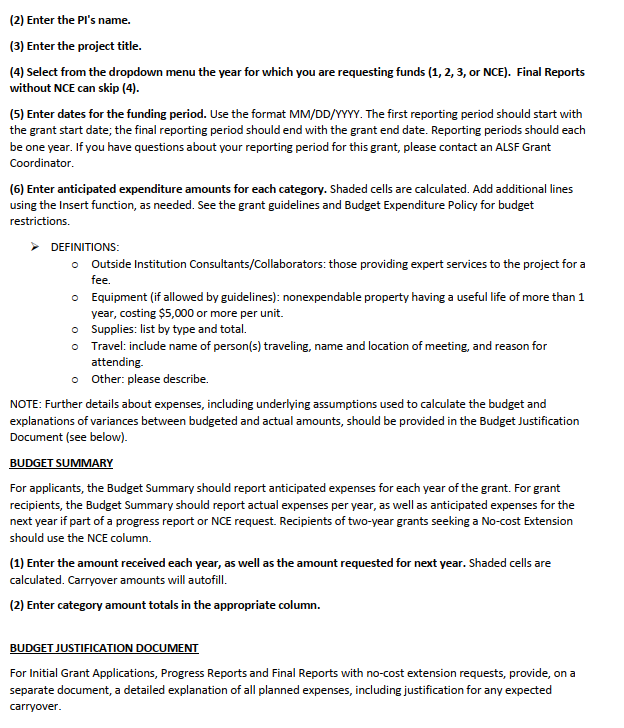 (2) Enter the PI's name.
(3) Enter the project title.
(4) Select from the dropdown menu the year for which you are requesting funds (1, 2, 3, or NCE). Final Reports
without NCE can skip (4).
(5) Enter dates for the funding period. Use the format MM/DD/YYYY. The first reporting period should start with
the grant start date; the final reporting period should end with the grant end date. Reporting periods should each
be one year. If you have questions about your reporting period for this grant, please contact an ALSF Grant
Coordinator.
(6) Enter anticipated expenditure amounts for each category. Shaded cells are calculated. Add additional lines
using the Insert function, as needed. See the grant guidelines and Budget Expenditure Policy for budget
restrictions.
➢ DEFINITIONS:
o Outside Institution Consultants/Collaborators: those providing expert services to the project for a
fee.
o Equipment (if allowed by guidelines): nonexpendable property having a useful life of more than 1
year, costing $5,000 or more per unit.
o Supplies: list by type and total.
o Travel: include name of person(s) traveling, name and location of meeting, and reason for
attending.
o Other: please describe.
NOTE: Further details about expenses, including underlying assumptions used to calculate the budget and
explanations of variances between budgeted and actual amounts, should be provided in the Budget Justification
Document (see below).
BUDGET SUMMARY
For applicants, the Budget Summary should report anticipated expenses for each year of the grant. For grant
recipients, the Budget Summary should report actual expenses per year, as well as anticipated expenses for the
next year if part of a progress report or NCE request. Recipients of two-year grants seeking a No-cost Extension
should use the NCE column.
(1) Enter the amount received each year, as well as the amount requested for next year. Shaded cells are
calculated. Carryover amounts will autofill.
(2) Enter category amount totals in the appropriate column.
BUDGET JUSTIFICATION DOCUMENT
For Initial Grant Applications, Progress Reports and Final Reports with no-cost extension requests, provide, on a
separate document, a detailed explanation of all planned expenses, including justification for any expected
carryover.